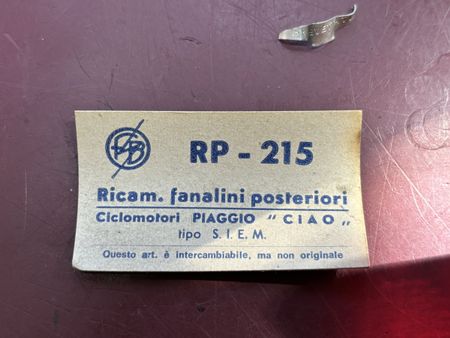 RP - 215
Ricam. fanalini posteriori
Ciclomotori PIAGGIO " CIAO „
tipo S. I. E. M.
Questo art. è intercambiabile, ma non originale